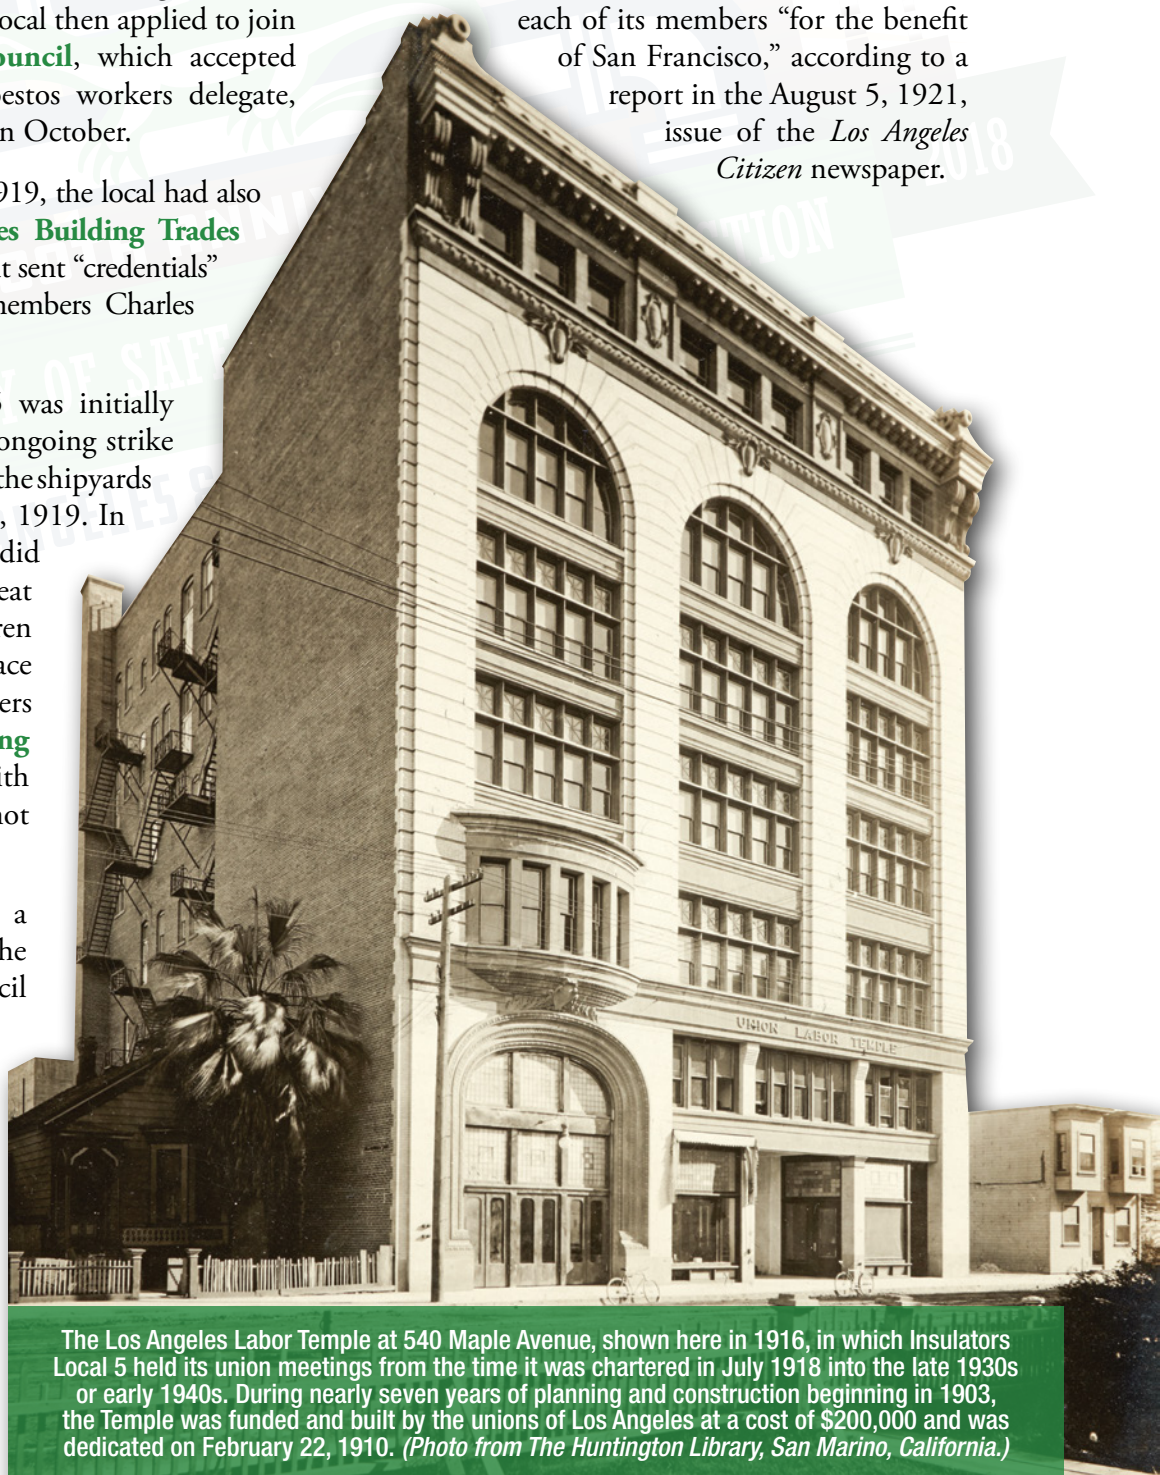 ocal then applied to join
ouncil, which accepted
estos workers delegate,
n October.
919, the local had also
es Building Trades
t sent “credentials”
members Charles
was initially
ongoing strike
the shipyards
, 1919. In
did
eat
ren
ace
ers
ng
ith
not
a
he
cil
each of its members “for the benefit
of San Francisco,” according to a
report in the August 5, 1921,
issue of the Los Angeles
Citizen newspaper.
2018
OF SAFE
UNION LABOR TEMPLE
The Los Angeles Labor Temple at 540 Maple Avenue, shown here in 1916, in which Insulators
Local 5 held its union meetings from the time it was chartered in July 1918 into the late 1930s
or early 1940s. During nearly seven years of planning and construction beginning in 1903,
the Temple was funded and built by the unions of Los Angeles at a cost of $200,000 and was
dedicated on February 22, 1910. (Photo from The Huntington Library, San Marino, California.)